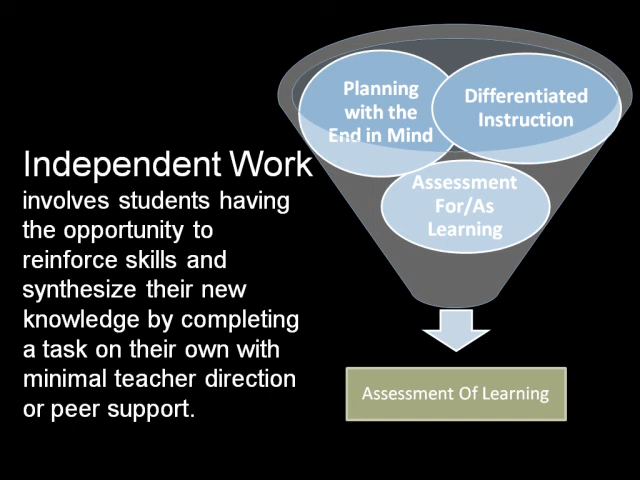 Independent Work
involves students having
the opportunity to
reinforce skills and
synthesize their new
knowledge by completing
a task on their own with
minimal teacher direction
or peer support.
Planning
with the
End in Mind
Differentiated
Instruction
Assessment
For/As
Learning
Assessment Of Learning